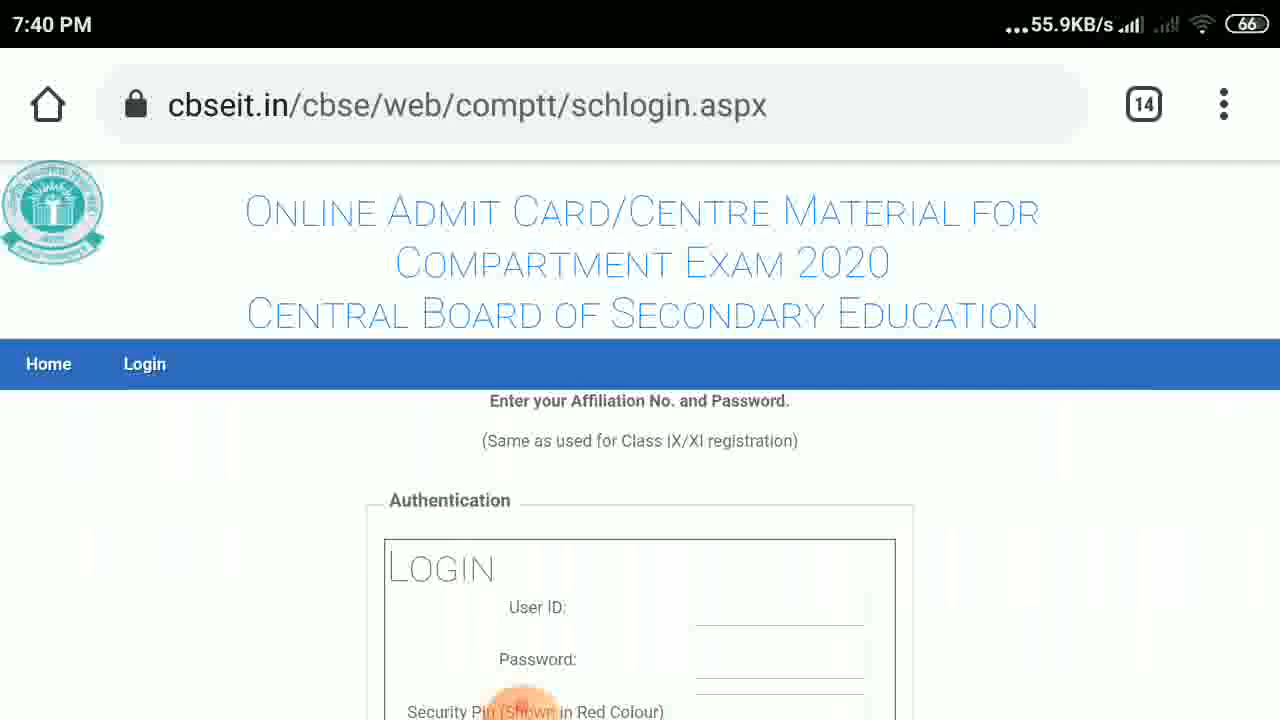 7:40 PM
...55.9KB/s
66
cbseit.in/cbse/web/comptt/schlogin.aspx
14
Online Admit Card/Centre Material for
Compartment Exam 2020
Central Board of Secondary Education
Home
Login
Enter your Affiliation No. and Password.
(Same as used for Class IX/XI registration)
Authentication
Login
User ID:
Password:
Security Pin (Shown in Red Colour)